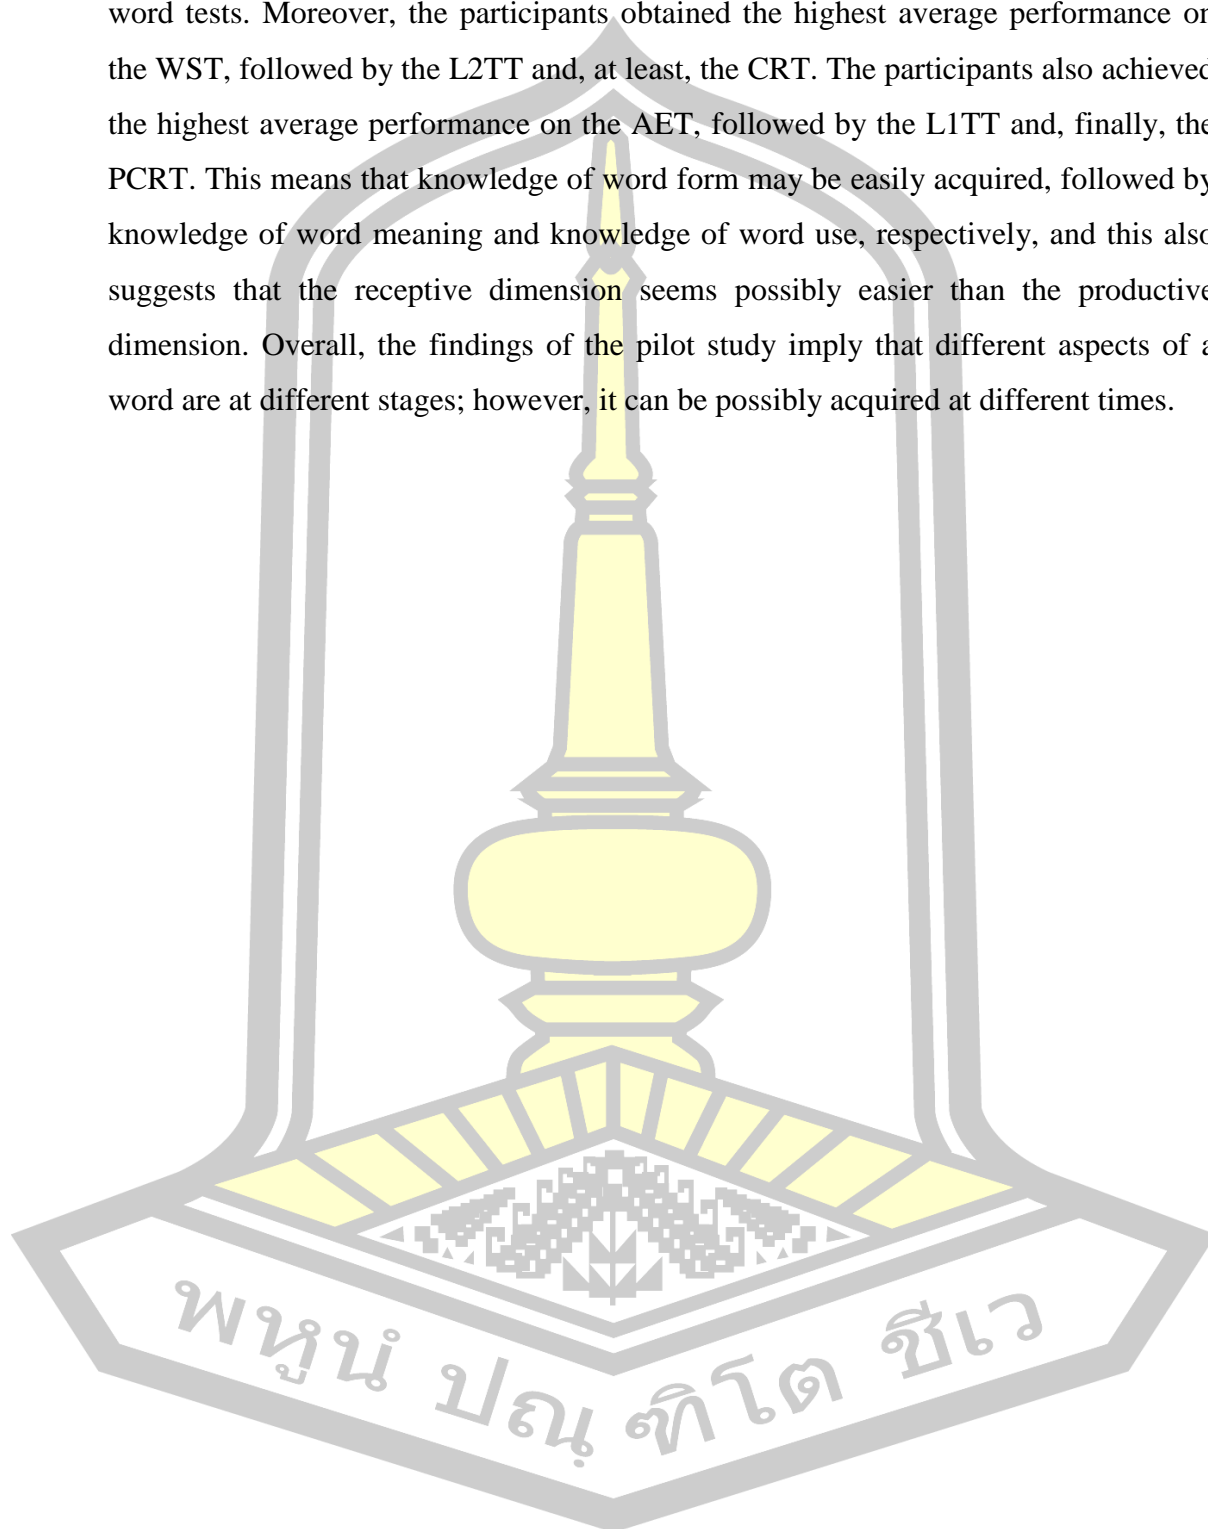 word tests. Moreover, the participants obtained the highest average performance on
the WST, followed by the L2TT and, at least, the CRT. The participants also achieved
the highest average performance on the AET, followed by the L1TT and, finally, the
PCRT. This means that knowledge of word form may be easily acquired, followed by
knowledge of word meaning and knowledge of word use, respectively, and this also
suggests that the receptive dimension seems possibly easier than the productive
dimension. Overall, the findings of the pilot study imply that different aspects of a
word are at different stages; however, it can be possibly acquired at different times.
พหูนํ ปณฺ ฑิโต ชีเว